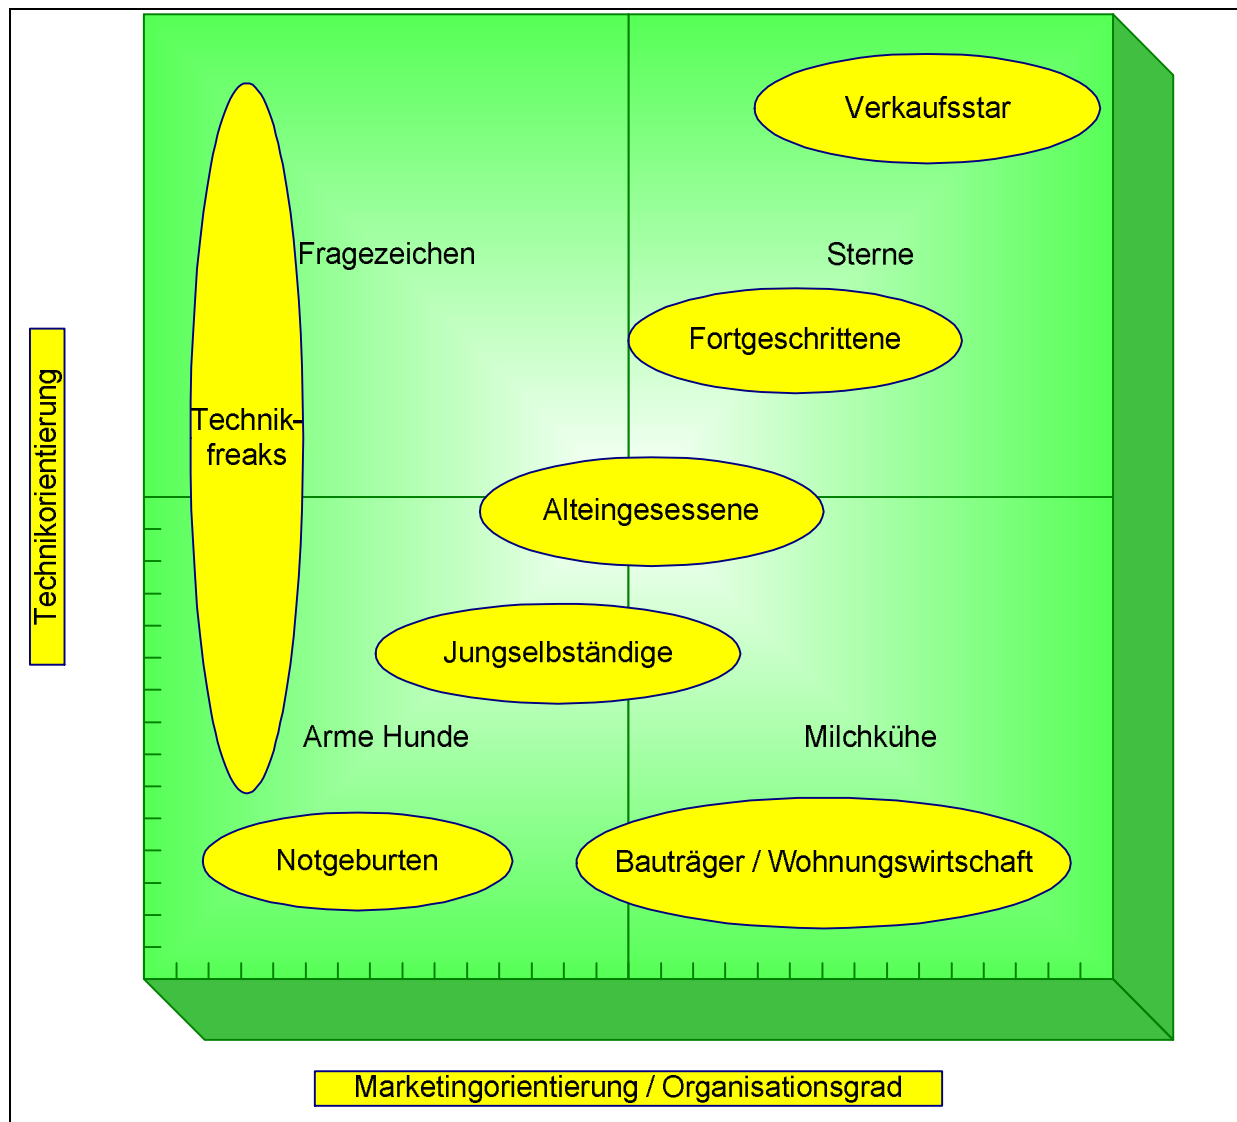 Verkaufsstar
Fragezeichen
Sterne
Fortgeschrittene
Technik-
freaks
Technikorientierung
Alteingesessene
Jungselbständige
Arme Hunde
Milchkühe
Notgeburten
Bauträger / Wohnungswirtschaft
Marketingorientierung / Organisationsgrad